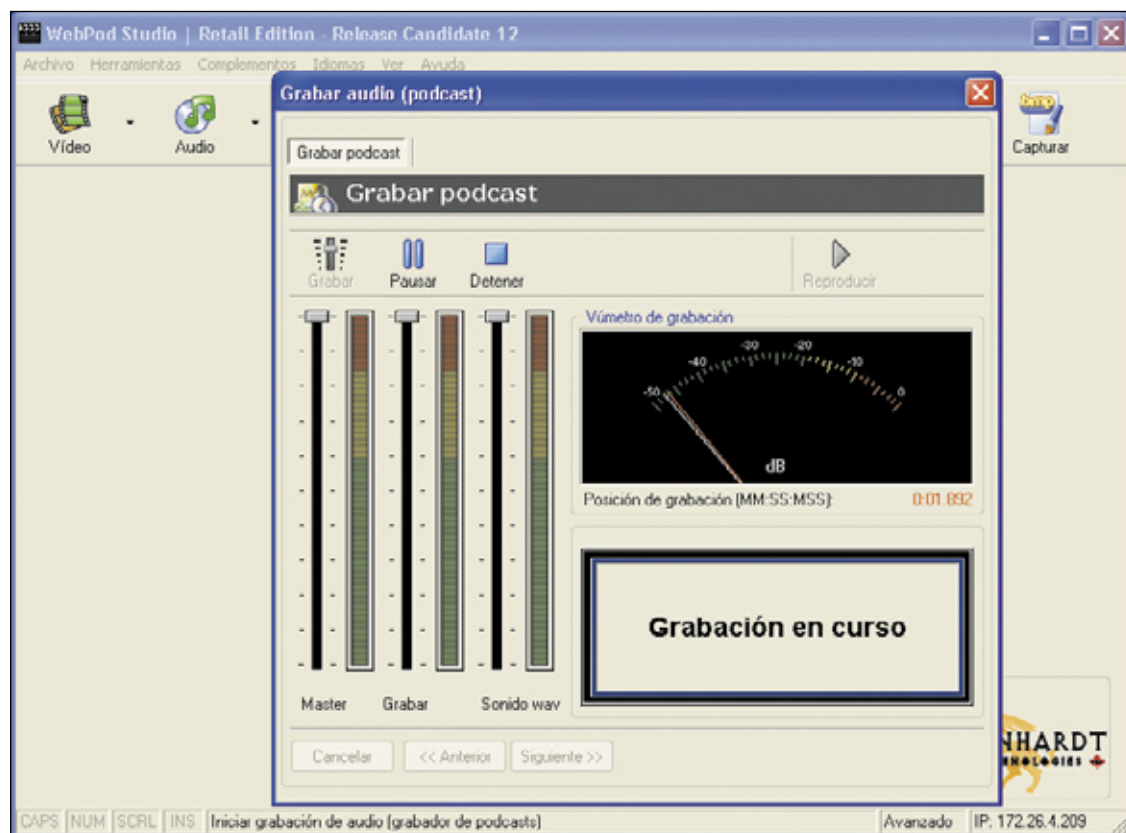 WebPod Studio | Retail Edition - Release Candidate 12
Archivo Herramientas Complementos Idiomas Ver Ayuda
Grabar audio (podcast)
Vídeo
Audio
bmp
Capturar
Grabar podcast
Grabar podcast
Grabar
Pausar
Detener
Reproducir
Vúmetro de grabación
-50 -40 -30 -20 -10 0
dB
Posición de grabación (MM:SS:MSS): 0:01.892
Grabación en curso
Master
Grabar
Sonido wav
Cancelar
<< Anterior
Siguiente >>
CAPS NUM SCRL INS Iniciar grabación de audio (grabador de podcasts) Avanzado IP: 172.26.4.209